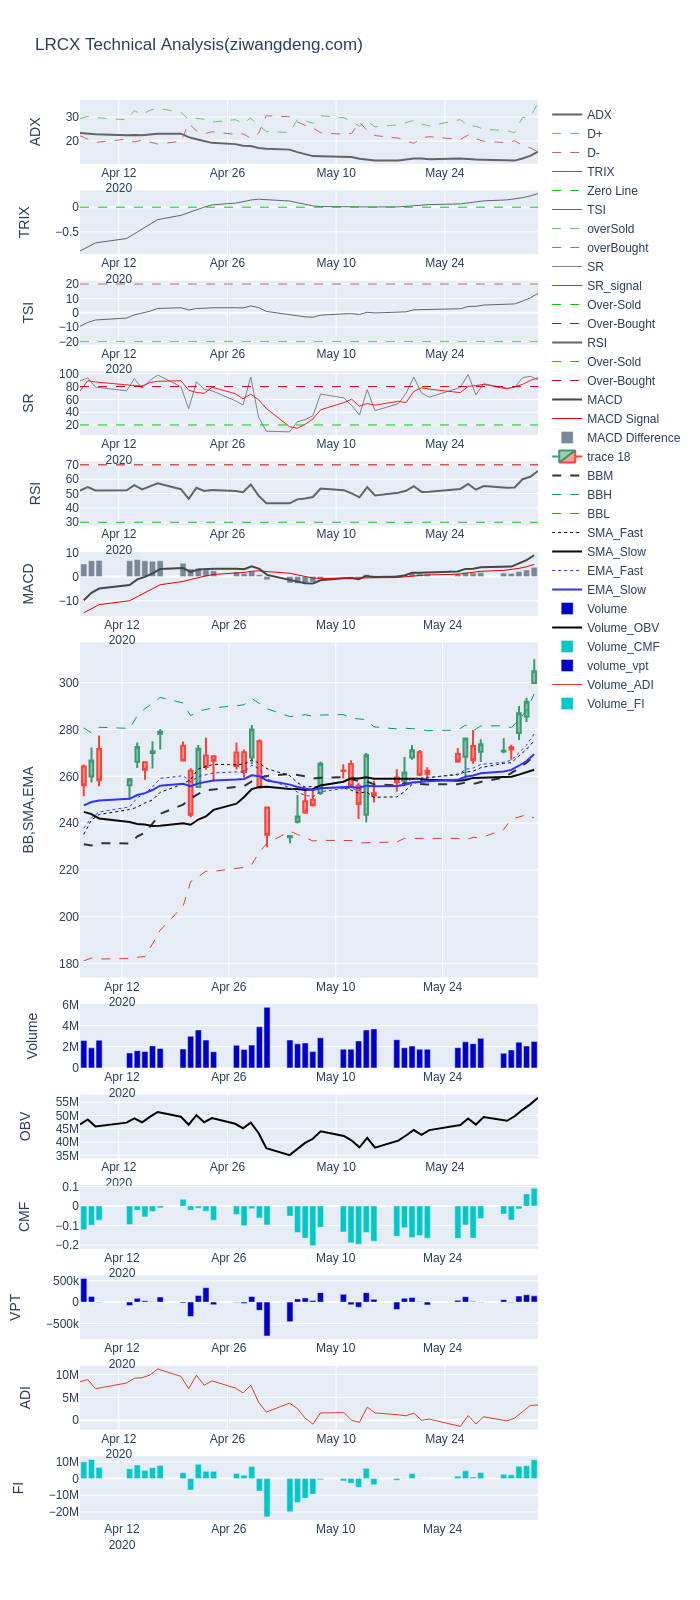 LRCX Technical Analysis(ziwangdeng.com)
ADX
30
20
Apr 12
2020
Apr 26
May 10
May 24
TRIX
0
−0.5
Apr 12
2020
Apr 26
May 10
May 24
TSI
20
10
0
−10
−20
Apr 12
2020
Apr 26
May 10
May 24
SR
100
80
60
40
20
Apr 12
2020
Apr 26
May 10
May 24
RSI
70
60
50
40
30
Apr 12
2020
Apr 26
May 10
May 24
MACD
10
0
−10
Apr 12
2020
Apr 26
May 10
May 24
BB,SMA,EMA
300
280
260
240
220
200
180
Apr 12
2020
Apr 26
May 10
May 24
Volume
6M
4M
2M
0
Apr 12
2020
Apr 26
May 10
May 24
OBV
55M
50M
45M
40M
35M
Apr 12
2020
Apr 26
May 10
May 24
CMF
0.1
0
−0.1
−0.2
Apr 12
2020
Apr 26
May 10
May 24
VPT
500k
0
−500k
Apr 12
2020
Apr 26
May 10
May 24
ADI
10M
5M
0
Apr 12
2020
Apr 26
May 10
May 24
FI
10M
0
−10M
−20M
Apr 12
2020
Apr 26
May 10
May 24
ADX
D+
D-
TRIX
Zero Line
TSI
overSold
overBought
SR
SR_signal
Over-Sold
Over-Bought
RSI
Over-Sold
Over-Bought
MACD
MACD Signal
MACD Difference
trace 18
BBM
BBH
BBL
SMA_Fast
SMA_Slow
EMA_Fast
EMA_Slow
Volume
Volume_OBV
Volume_CMF
volume_vpt
Volume_ADI
Volume_FI